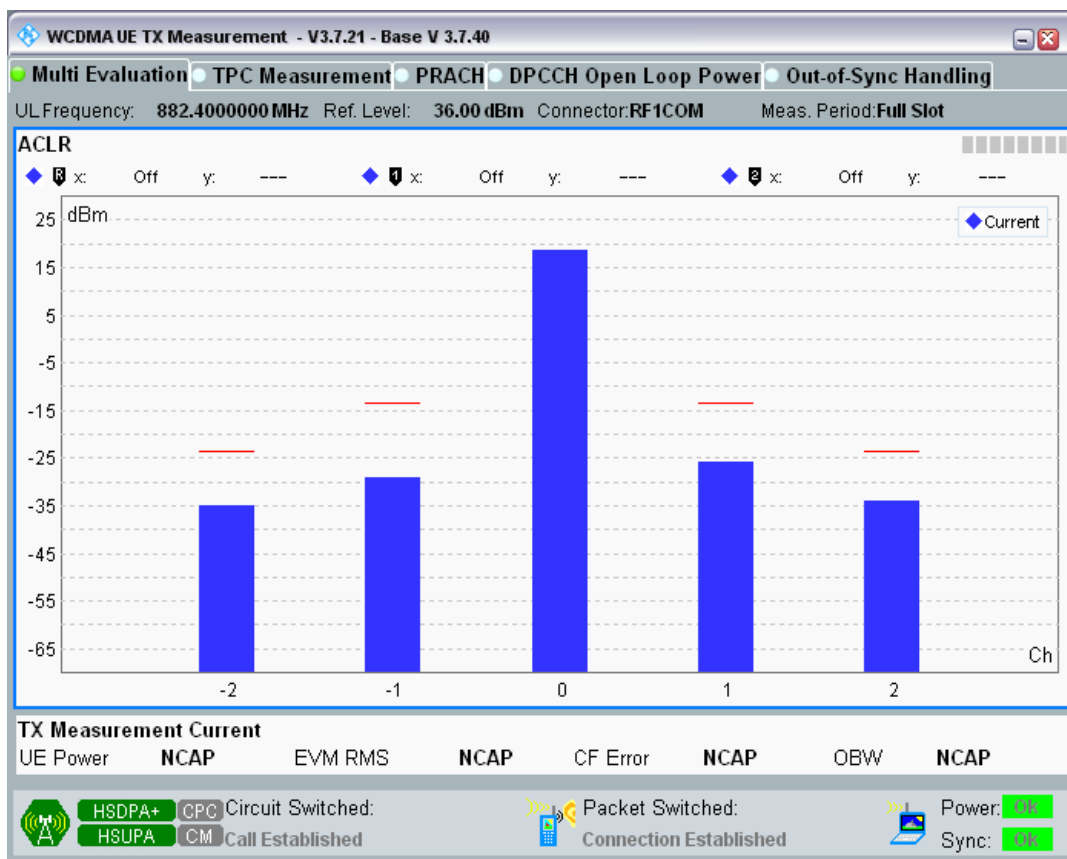 WCDMA UE TX Measurement - V3.7.21 - Base V 3.7.40
Multi Evaluation TPC Measurement PRACH DPCCH Open Loop Power Out-of-Sync Handling
UL Frequency: 882.4000000 MHz Ref. Level: 36.00 dBm Connector:RF1COM Meas. Period:Full Slot
ACLR
R x: Off y: --- 1 x: Off y: --- 2 x: Off y: ---
dBm
Current
25
15
5
-5
-15
-25
-35
-45
-55
-65
Ch
-2 -1 0 1 2
TX Measurement Current
UE Power NCAP EVM RMS NCAP CF Error NCAP OBW NCAP
HSDPA+ CPC Circuit Switched: Packet Switched: Power: Ok
HSUPA CM Call Established Connection Established Sync: Ok